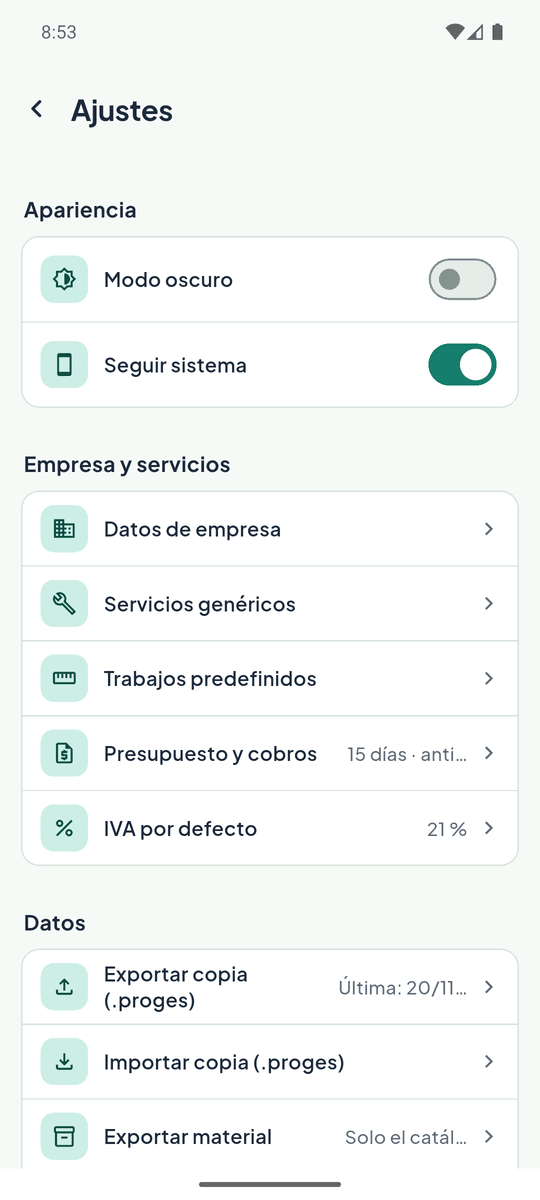 8:53
Ajustes
Apariencia
Modo oscuro
Seguir sistema
Empresa y servicios
Datos de empresa
Servicios genéricos
Trabajos predefinidos
Presupuesto y cobros 15 días · anti…
IVA por defecto 21 %
Datos
Exportar copia
(.proges) Última: 20/11…
Importar copia (.proges)
Exportar material Solo el catál…